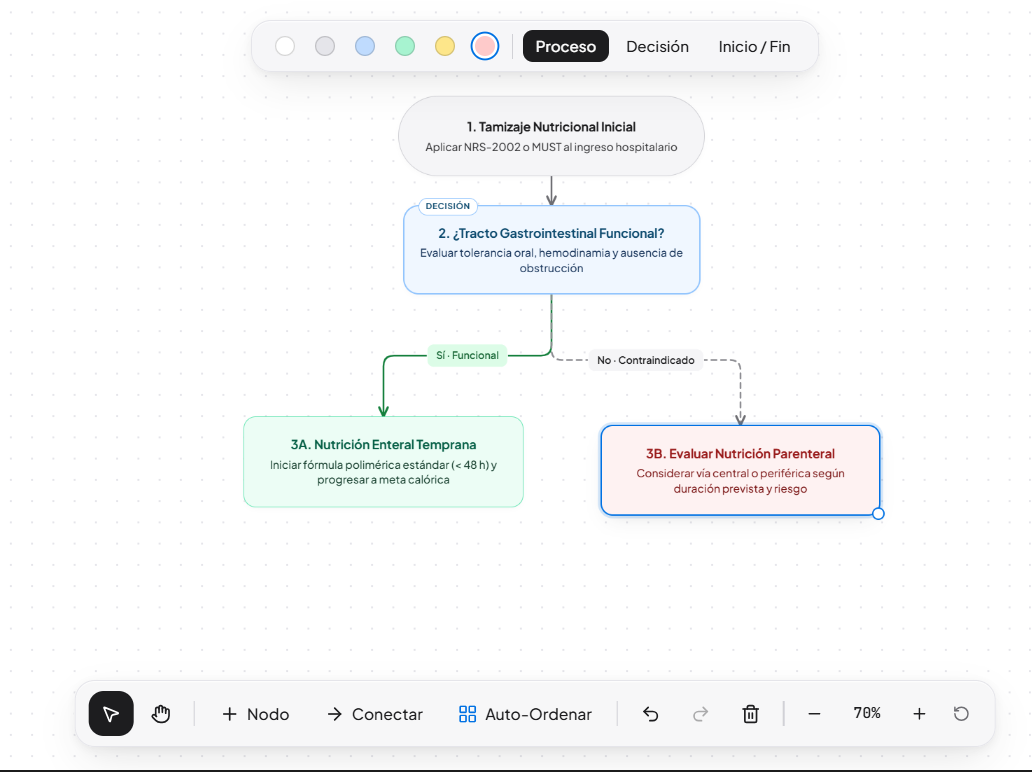 Proceso Decisión Inicio / Fin
1. Tamizaje Nutricional Inicial
Aplicar NRS-2002 o MUST al ingreso hospitalario
DECISIÓN
2. ¿Tracto Gastrointestinal Funcional?
Evaluar tolerancia oral, hemodinamia y ausencia de
obstrucción
Sí · Funcional
No · Contraindicado
3A. Nutrición Enteral Temprana
Iniciar fórmula polimérica estándar (< 48 h) y
progresar a meta calórica
3B. Evaluar Nutrición Parenteral
Considerar vía central o periférica según
duración prevista y riesgo
Nodo Conectar Auto-Ordenar 70%